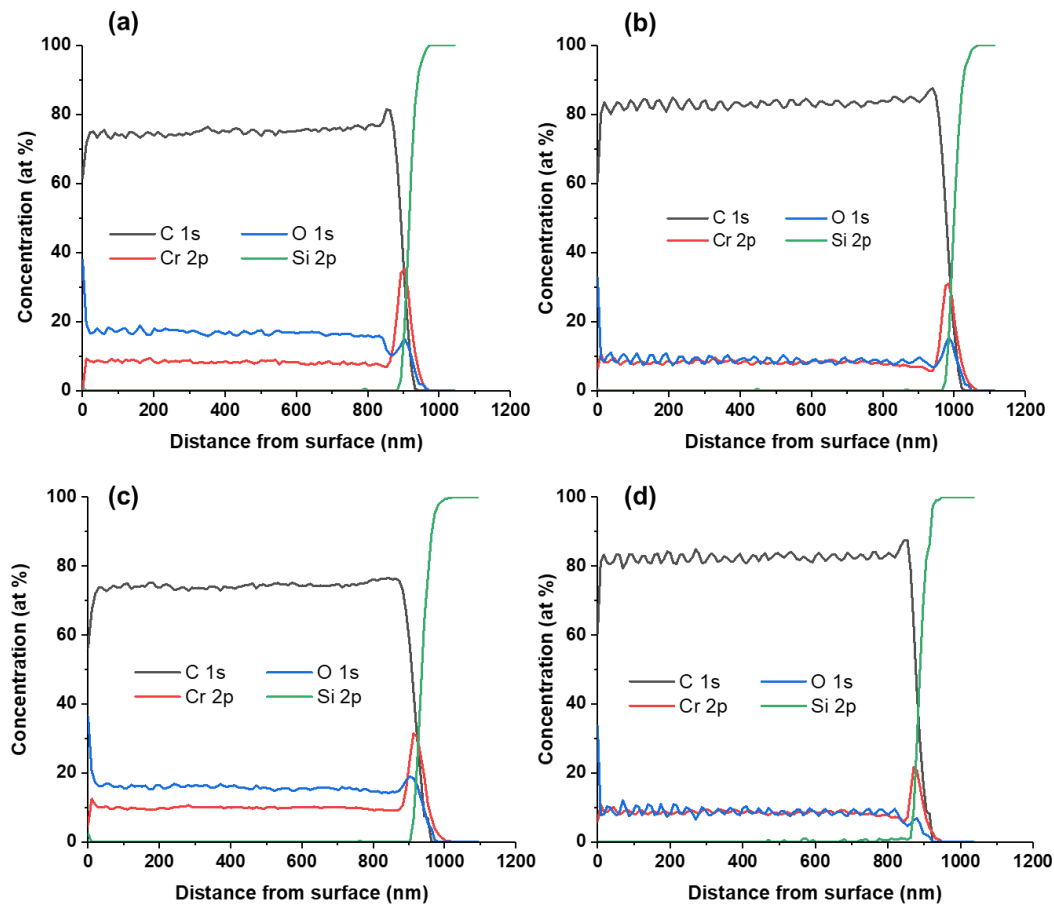 (a)
100
80
60
40
20
0
Concentration (at %)
C 1s
O 1s
Cr 2p
Si 2p
0 200 400 600 800 1000 1200
Distance from surface (nm)
(b)
100
80
60
40
20
0
Concentration (at %)
C 1s
O 1s
Cr 2p
Si 2p
0 200 400 600 800 1000 1200
Distance from surface (nm)
(c)
100
80
60
40
20
0
Concentration (at %)
C 1s
O 1s
Cr 2p
Si 2p
0 200 400 600 800 1000 1200
Distance from surface (nm)
(d)
100
80
60
40
20
0
Concentration (at %)
C 1s
O 1s
Cr 2p
Si 2p
0 200 400 600 800 1000 1200
Distance from surface (nm)